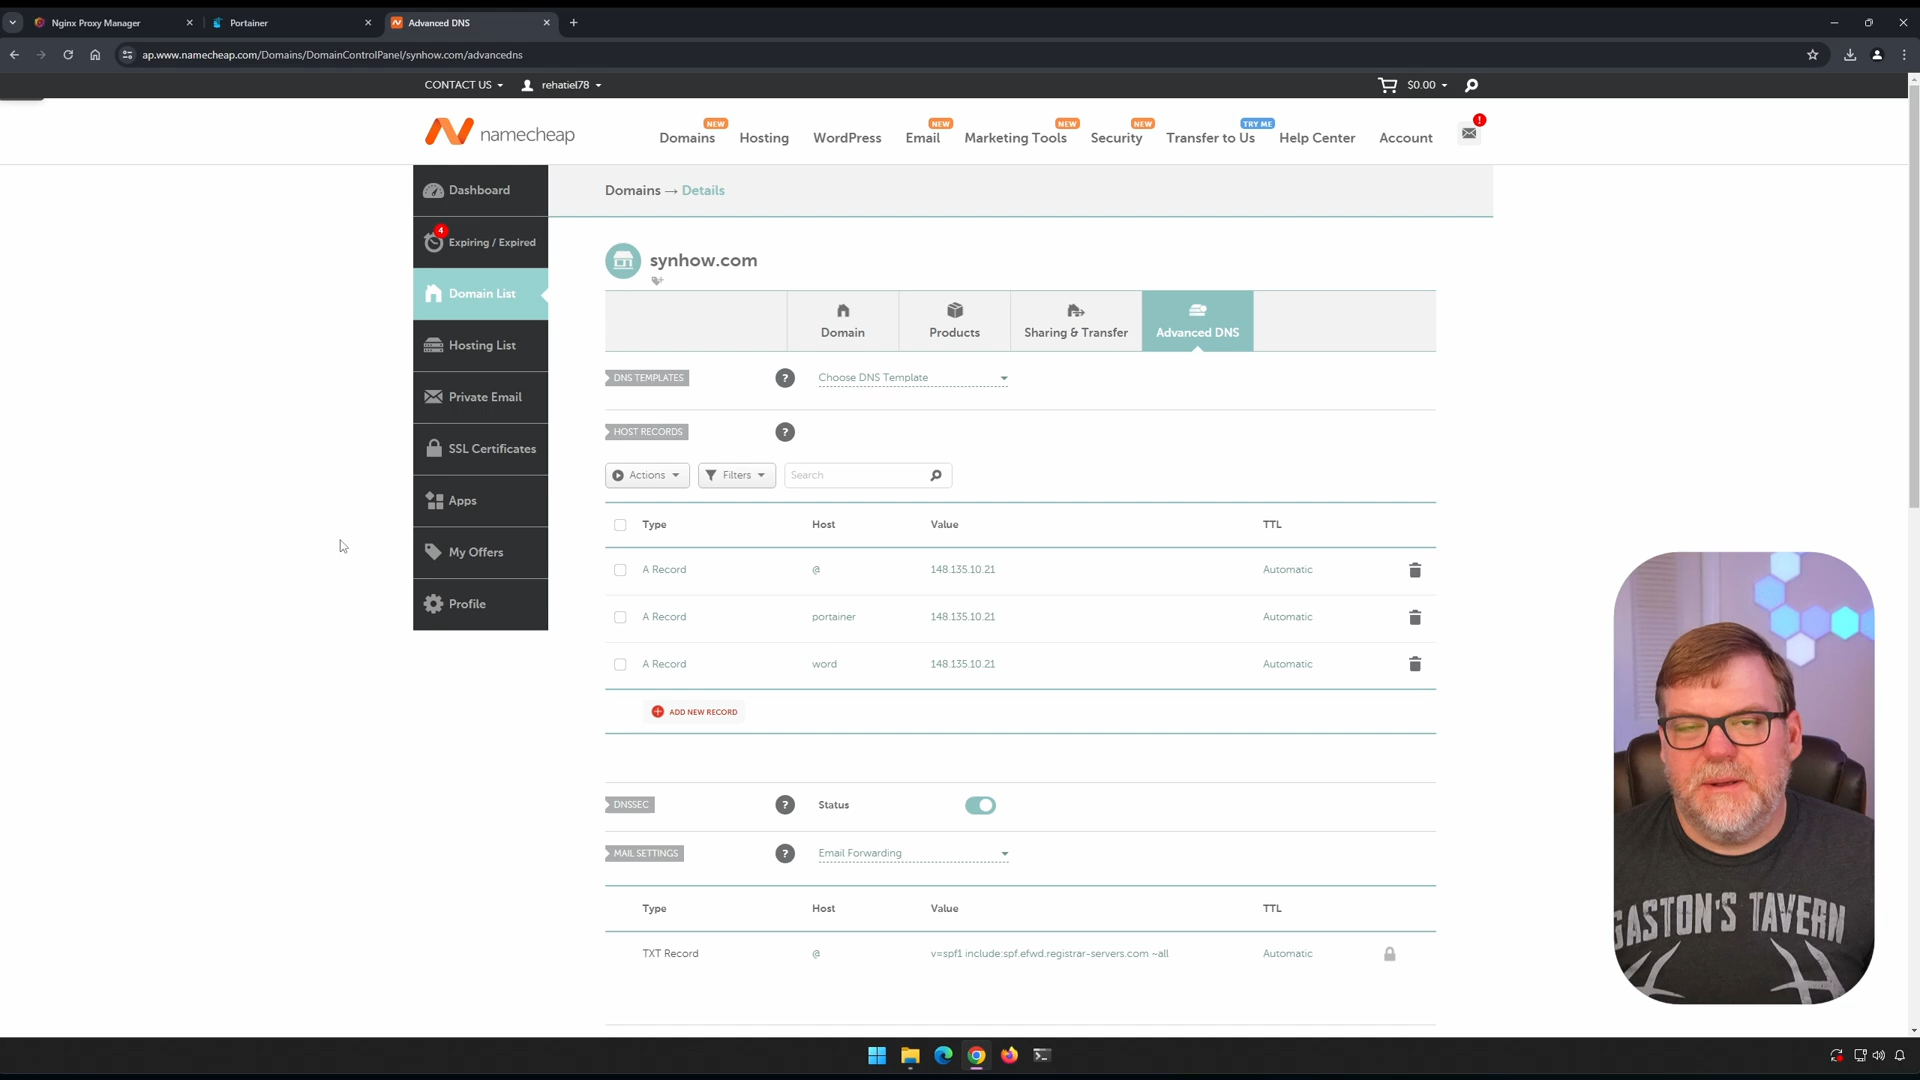 Nginx Proxy Manager
Portainer
Advanced DNS
ap.www.namecheap.com/Domains/DomainControlPanel/synhow.com/advancedns
CONTACT US
rehatiel78
$0.00
namecheap
Domains
NEW
Hosting
WordPress
Email
NEW
Marketing Tools
NEW
Security
NEW
Transfer to Us
TRY ME
Help Center
Account
!
Dashboard
4
Expiring / Expired
Domain List
Hosting List
Private Email
SSL Certificates
Apps
My Offers
Profile
Domains → Details
synhow.com
Domain
Products
Sharing & Transfer
Advanced DNS
DNS TEMPLATES
?
Choose DNS Template
HOST RECORDS
?
Actions
Filters
Search
Type Host Value TTL
A Record @ 148.135.10.21 Automatic
A Record portainer 148.135.10.21 Automatic
A Record word 148.135.10.21 Automatic
ADD NEW RECORD
DNSSEC
?
Status
MAIL SETTINGS
?
Email Forwarding
Type Host Value TTL
TXT Record @ v=spf1 include:spf.efwd.registrar-servers.com ~all Automatic
GASTON'S TAVERN